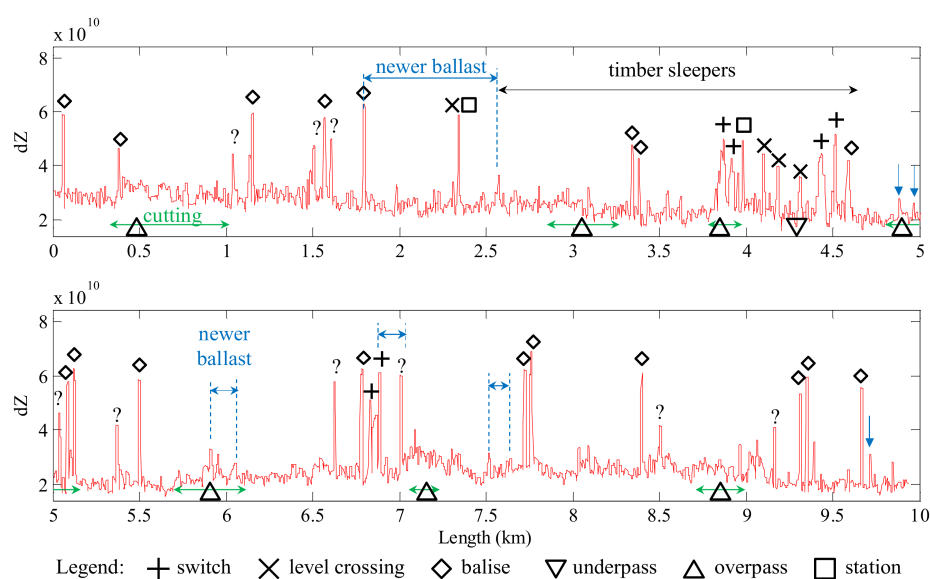 x 10^10
8
6
4
2
dZ
newer ballast
timber sleepers
? ? ?
cutting
0 0.5 1 1.5 2 2.5 3 3.5 4 4.5 5
x 10^10
8
6
4
2
dZ
newer
ballast
? ? ? ? ? ?
5 5.5 6 6.5 7 7.5 8 8.5 9 9.5 10
Length (km)
Legend: switch level crossing balise underpass overpass station